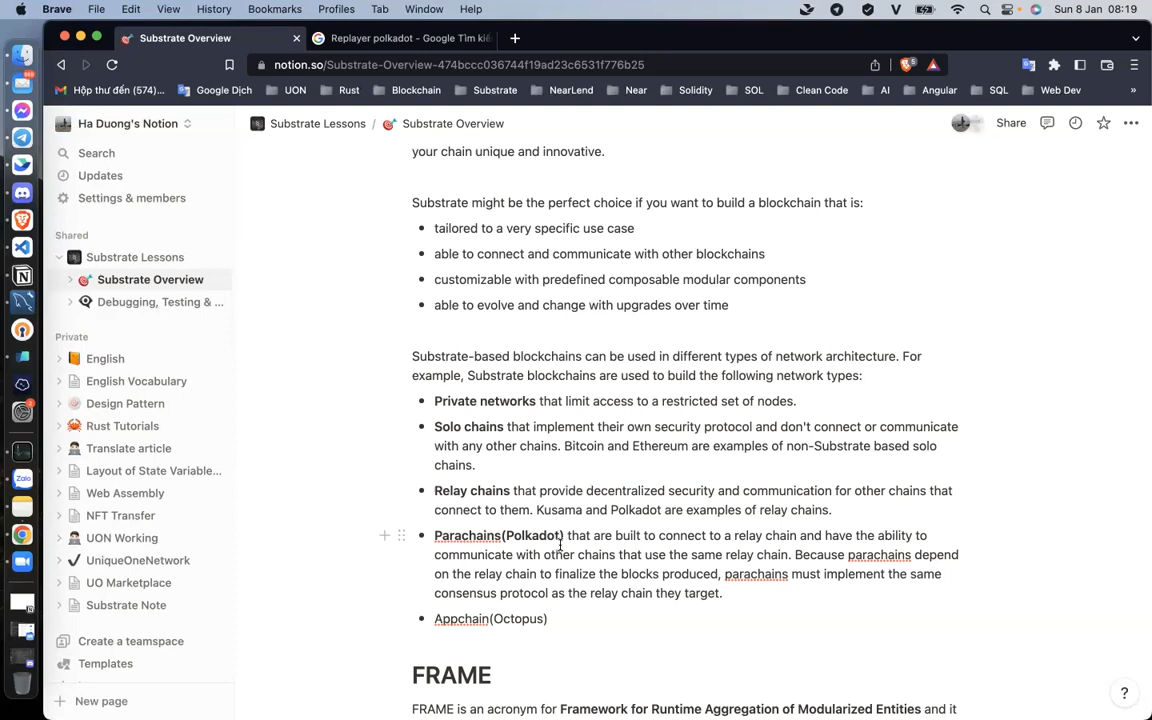 Brave File Edit View History Bookmarks Profiles Tab Window Help Sun 8 Jan 08:19
Substrate Overview
Replayer polkadot - Google Tìm kiế
notion.so/Substrate-Overview-474bccc036744f19ad23c6531f776b25
Hộp thư đến (574)... Google Dịch UON Rust Blockchain Substrate NearLend Near Solidity SOL Clean Code AI Angular SQL Web Dev
Ha Duong's Notion
Search
Updates
Settings & members
Shared
Substrate Lessons
Substrate Overview
Debugging, Testing & ...
Private
English
English Vocabulary
Design Pattern
Rust Tutorials
Translate article
Layout of State Variable...
Web Assembly
NFT Transfer
UON Working
UniqueOneNetwork
UO Marketplace
Substrate Note
Create a teamspace
Templates
New page
Substrate Lessons / Substrate Overview
Share
your chain unique and innovative.
Substrate might be the perfect choice if you want to build a blockchain that is:
• tailored to a very specific use case
• able to connect and communicate with other blockchains
• customizable with predefined composable modular components
• able to evolve and change with upgrades over time
Substrate-based blockchains can be used in different types of network architecture. For
example, Substrate blockchains are used to build the following network types:
• Private networks that limit access to a restricted set of nodes.
• Solo chains that implement their own security protocol and don't connect or communicate
with any other chains. Bitcoin and Ethereum are examples of non-Substrate based solo
chains.
• Relay chains that provide decentralized security and communication for other chains that
connect to them. Kusama and Polkadot are examples of relay chains.
• Parachains(Polkadot) that are built to connect to a relay chain and have the ability to
communicate with other chains that use the same relay chain. Because parachains depend
on the relay chain to finalize the blocks produced, parachains must implement the same
consensus protocol as the relay chain they target.
• Appchain(Octopus)
FRAME
FRAME is an acronym for Framework for Runtime Aggregation of Modularized Entities and it
?